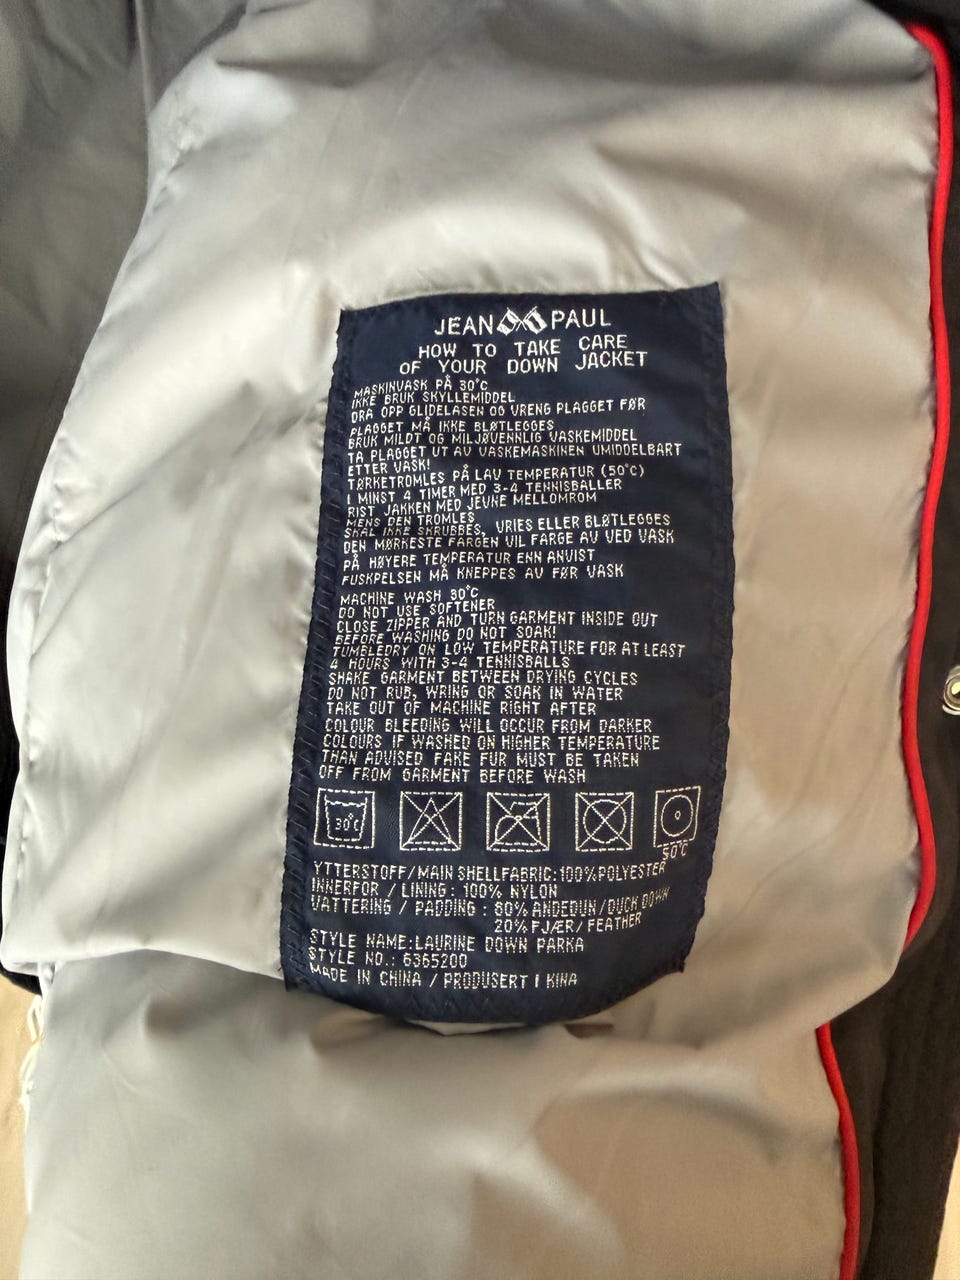 JEAN PAUL
HOW TO TAKE CARE
OF YOUR DOWN JACKET
MASKINVASK PÅ 30°C
IKKE BRUK SKYLLEMIDDEL
DRA OPP GLIDELASEN OG VRENG PLAGGET FØR
PLAGGET MÅ IKKE BLØTLEGGES
BRUK MILDT OG MILJØVENNLIG VASKEMIDDEL
TA PLAGGET UT AV VASKEMASKINEN UMIDDELBART
ETTER VASK!
TØRKETROMLES PÅ LAV TEMPERATUR (50°C)
I MINST 4 TIMER MED 3-4 TENNISBALLER
RIST JAKKEN MED JEVNE MELLOMROM
MENS DEN TROMLES
SKAL IKKE SKRUBBES, VRIES ELLER BLØTLEGGES
DEN MØRKESTE FARGEN VIL FARGE AV VED VASK
PÅ HØYERE TEMPERATUR ENN ANVIST
FUSKPELSEN MÅ KNEPPES AV FØR VASK
MACHINE WASH 30°C
DO NOT USE SOFTENER
CLOSE ZIPPER AND TURN GARMENT INSIDE OUT
BEFORE WASHING DO NOT SOAK!
TUMBLEDRY ON LOW TEMPERATURE FOR AT LEAST
4 HOURS WITH 3-4 TENNISBALLS
SHAKE GARMENT BETWEEN DRYING CYCLES
DO NOT RUB, WRING OR SOAK IN WATER
TAKE OUT OF MACHINE RIGHT AFTER
COLOUR BLEEDING WILL OCCUR FROM DARKER
COLOURS IF WASHED ON HIGHER TEMPERATURE
THAN ADVISED FAKE FUR MUST BE TAKEN
OFF FROM GARMENT BEFORE WASH
30°C
50°C
YTTERSTOFF/MAIN SHELLFABRIC:100%POLYESTER
INNERFOR / LINING : 100% NYLON
VATTERING / PADDING : 80% ANDEDUN/DUCK DOWN
20% FJÆR/ FEATHER
STYLE NAME:LAURINE DOWN PARKA
STYLE NO.: 6365200
MADE IN CHINA / PRODUSERT I KINA